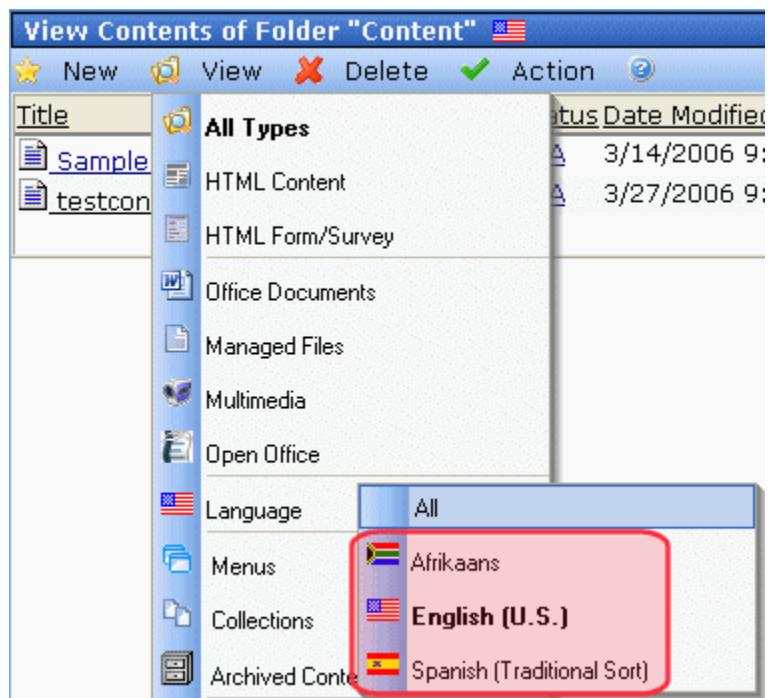 View Contents of Folder "Content"
New View Delete Action
Title tus Date Modified
Sample A 3/14/2006 9:
testcon A 3/27/2006 9:
All Types
HTML Content
HTML Form/Survey
Office Documents
Managed Files
Multimedia
Open Office
Language
All
Afrikaans
English (U.S.)
Spanish (Traditional Sort)
Menus
Collections
Archived Conte